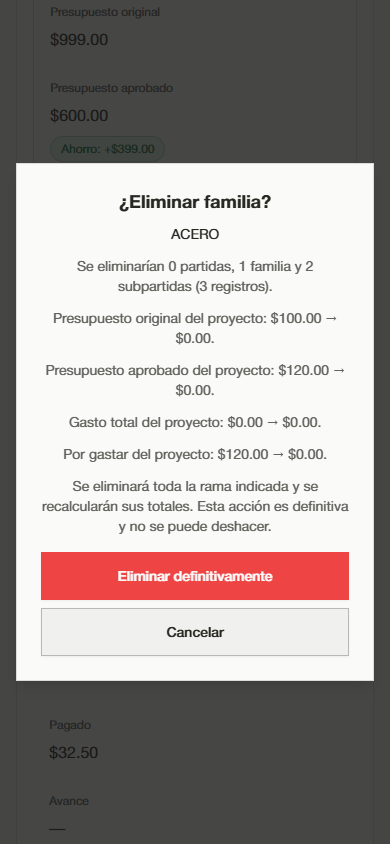 Presupuesto original
$999.00
Presupuesto aprobado
$600.00
Ahorro: +$399.00
¿Eliminar familia?
ACERO
Se eliminarían 0 partidas, 1 familia y 2
subpartidas (3 registros).
Presupuesto original del proyecto: $100.00 →
$0.00.
Presupuesto aprobado del proyecto: $120.00 →
$0.00.
Gasto total del proyecto: $0.00 → $0.00.
Por gastar del proyecto: $120.00 → $0.00.
Se eliminará toda la rama indicada y se
recalcularán sus totales. Esta acción es definitiva
y no se puede deshacer.
Eliminar definitivamente
Cancelar
Pagado
$32.50
Avance
—